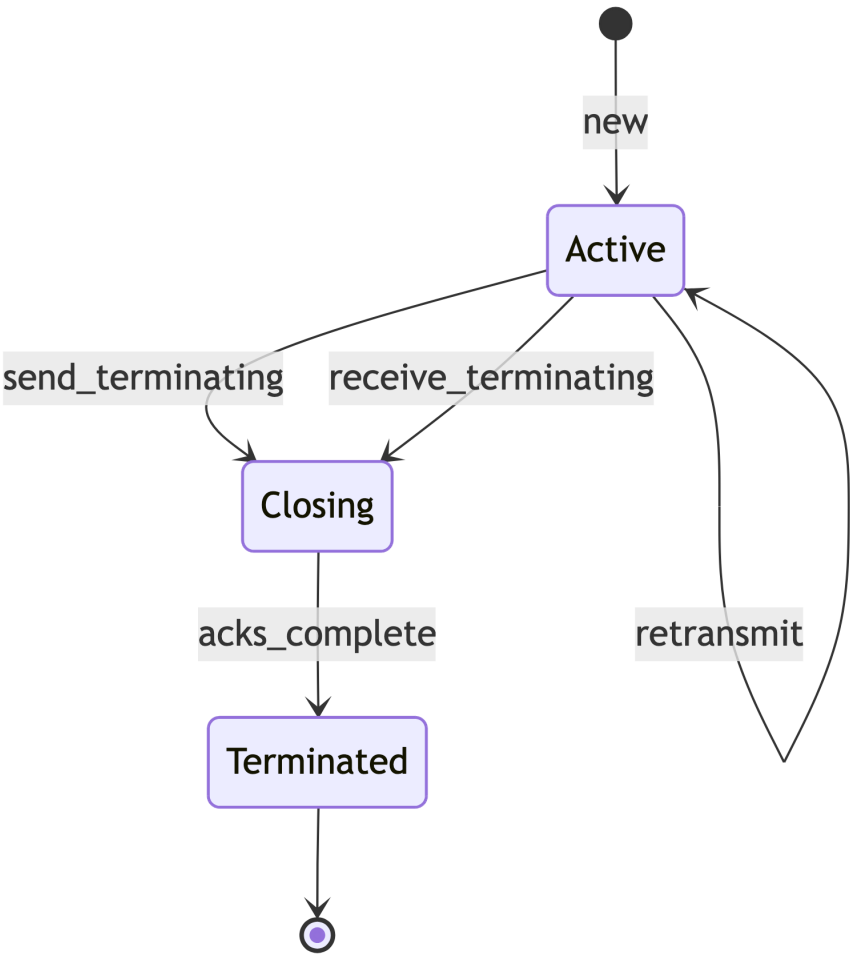 new
Active
send_terminating
receive_terminating
Closing
acks_complete
retransmit
Terminated